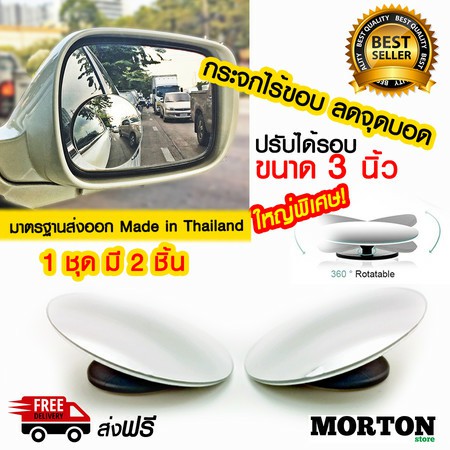 BEST QUALITY
BEST
SELLER
BEST QUALITY
กระจกไร้ขอบ ลดจุดบอด
ปรับได้รอบ
ขนาด 3 นิ้ว
ใหญ่พิเศษ!
มาตรฐานส่งออก Made in Thailand
1 ชุด มี 2 ชิ้น
360 ° Rotatable
FREE
DELIVERY
ส่งฟรี
MORTON
store